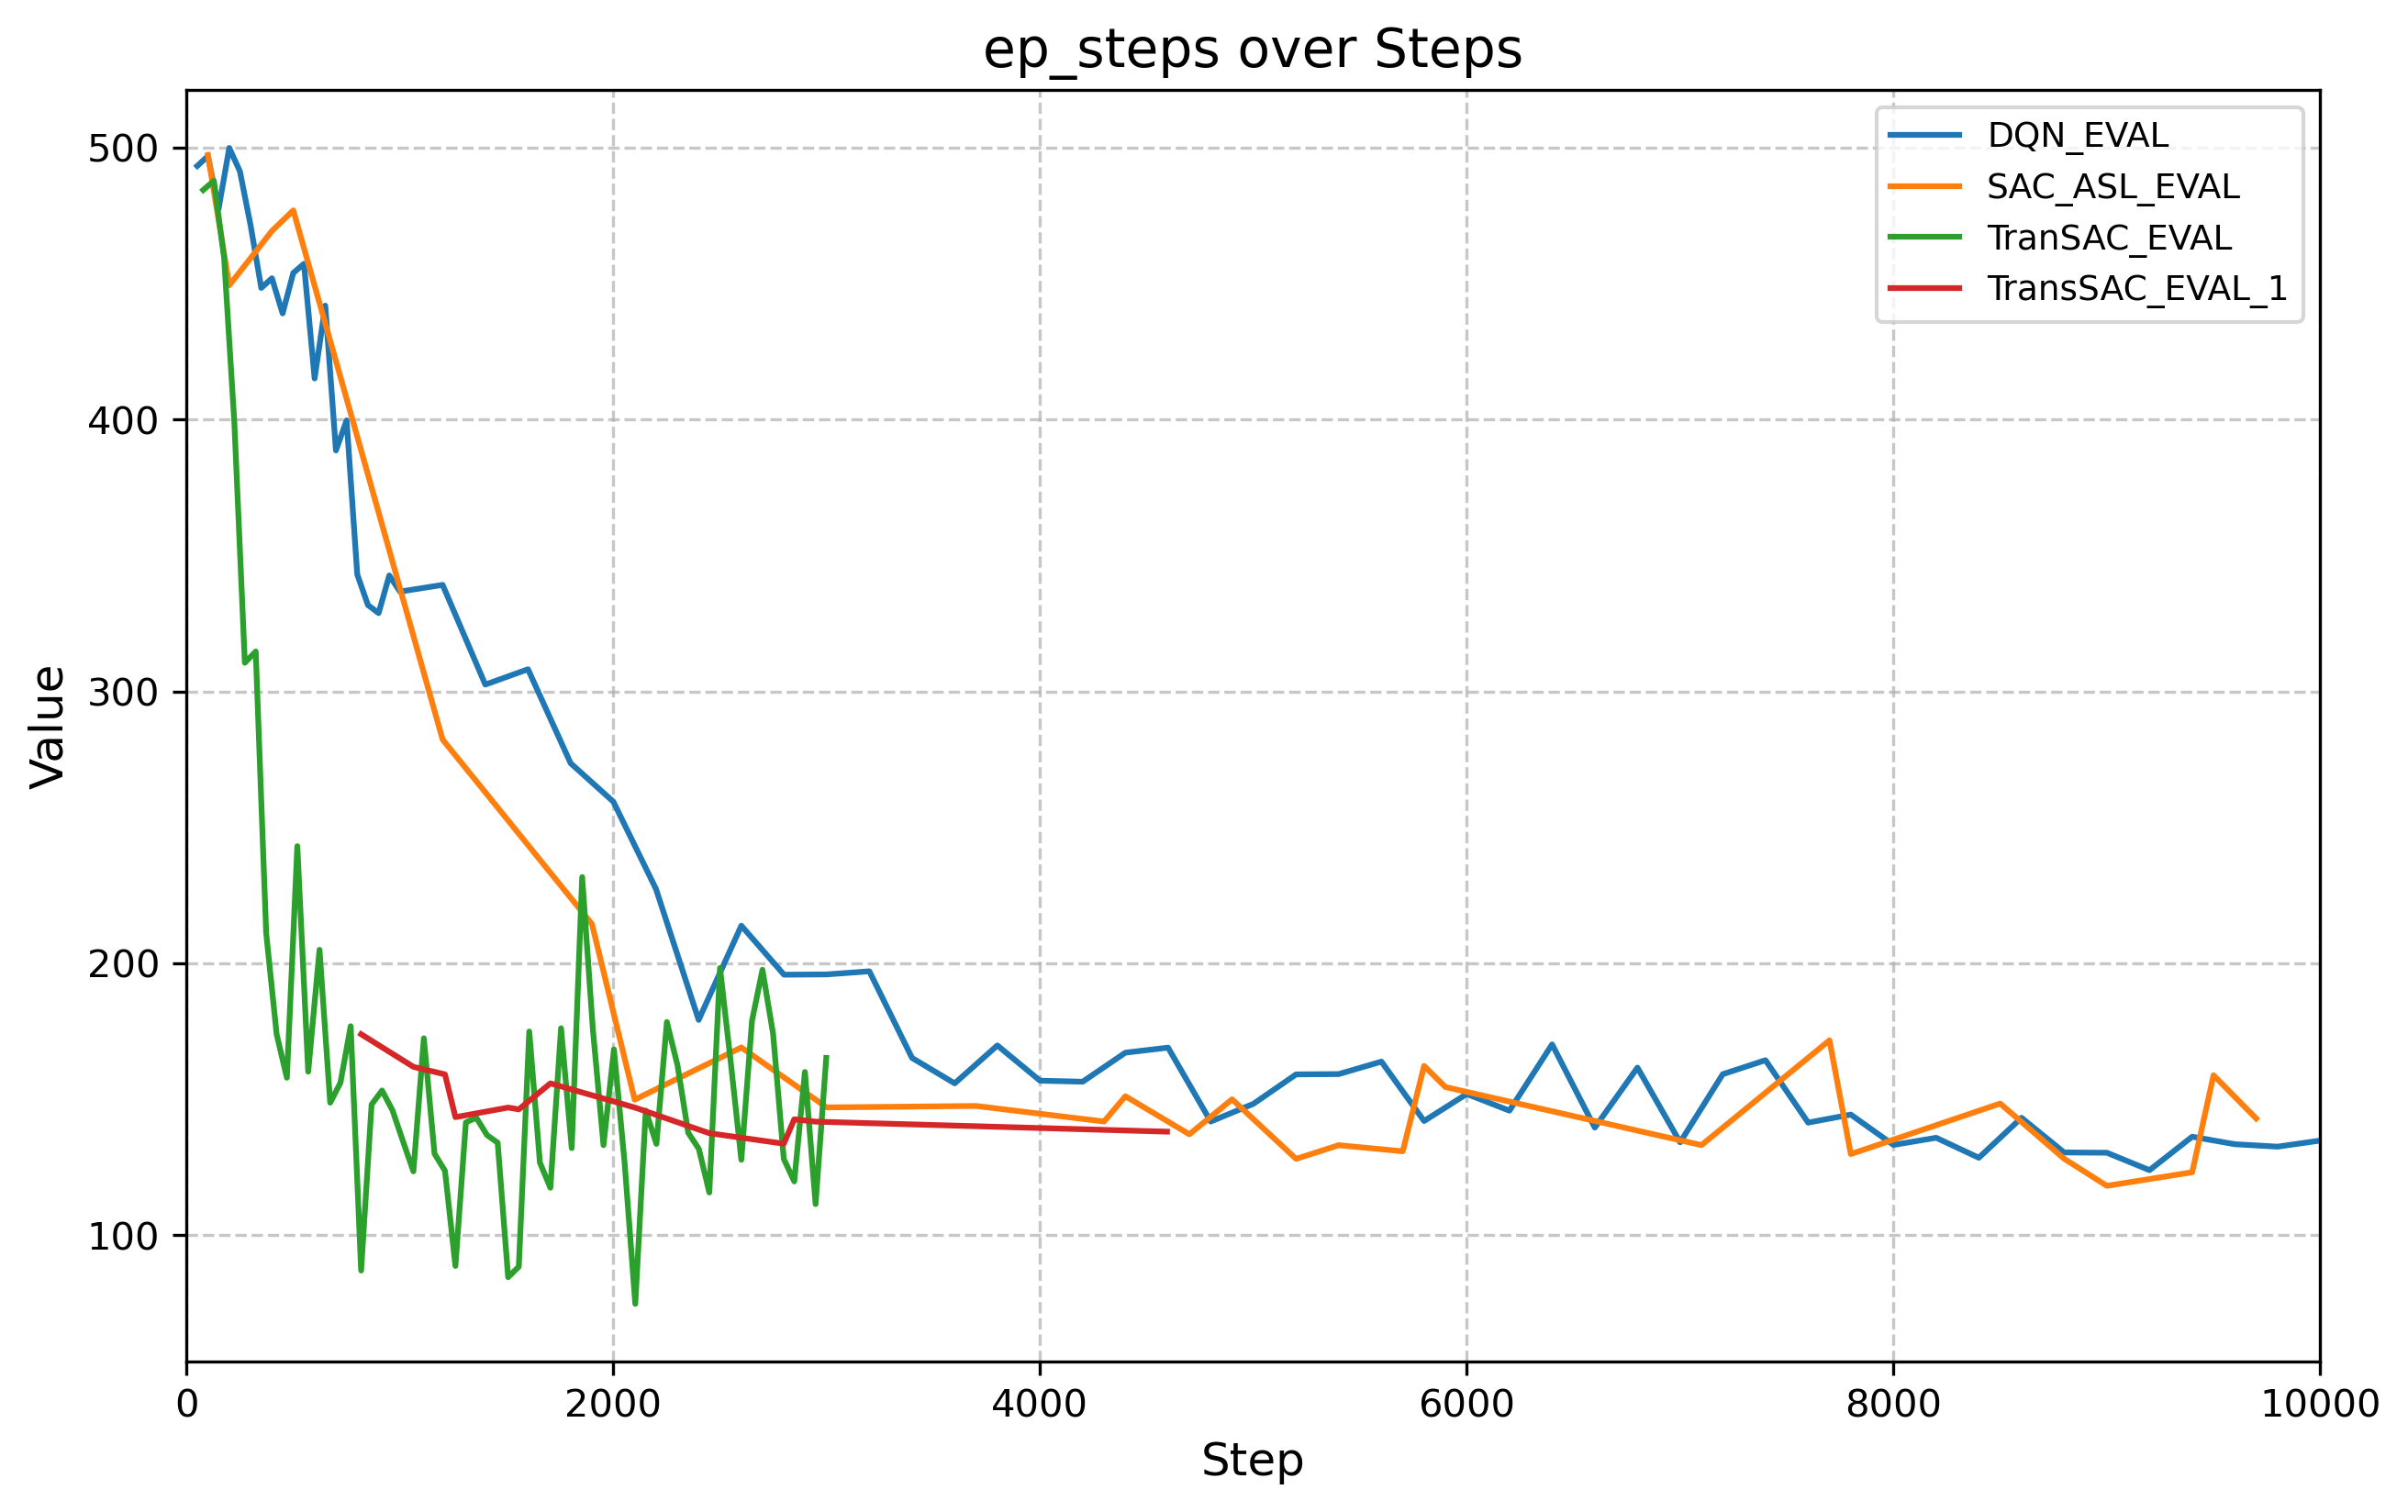 ep_steps over Steps
DQN_EVAL
SAC_ASL_EVAL
TranSAC_EVAL
TransSAC_EVAL_1
Value
500
400
300
200
100
0 2000 4000 6000 8000 10000
Step